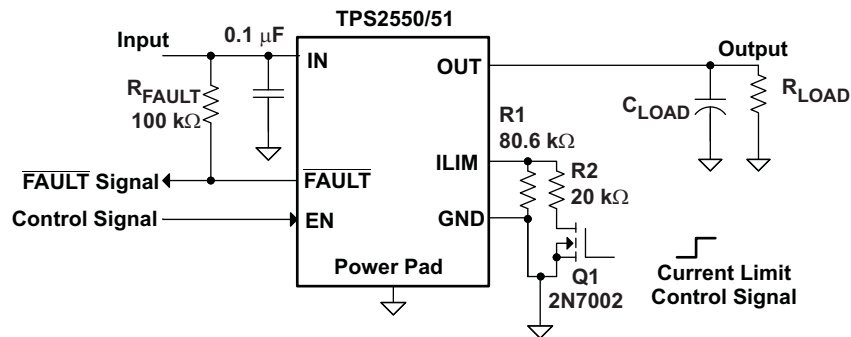 TPS2550/51
Input
0.1 μF
IN
OUT
Output
R_FAULT
100 kΩ
C_LOAD
R_LOAD
R1
80.6 kΩ
ILIM
R2
20 kΩ
FAULT Signal
FAULT
Control Signal
EN
GND
Power Pad
Q1
2N7002
Current Limit
Control Signal